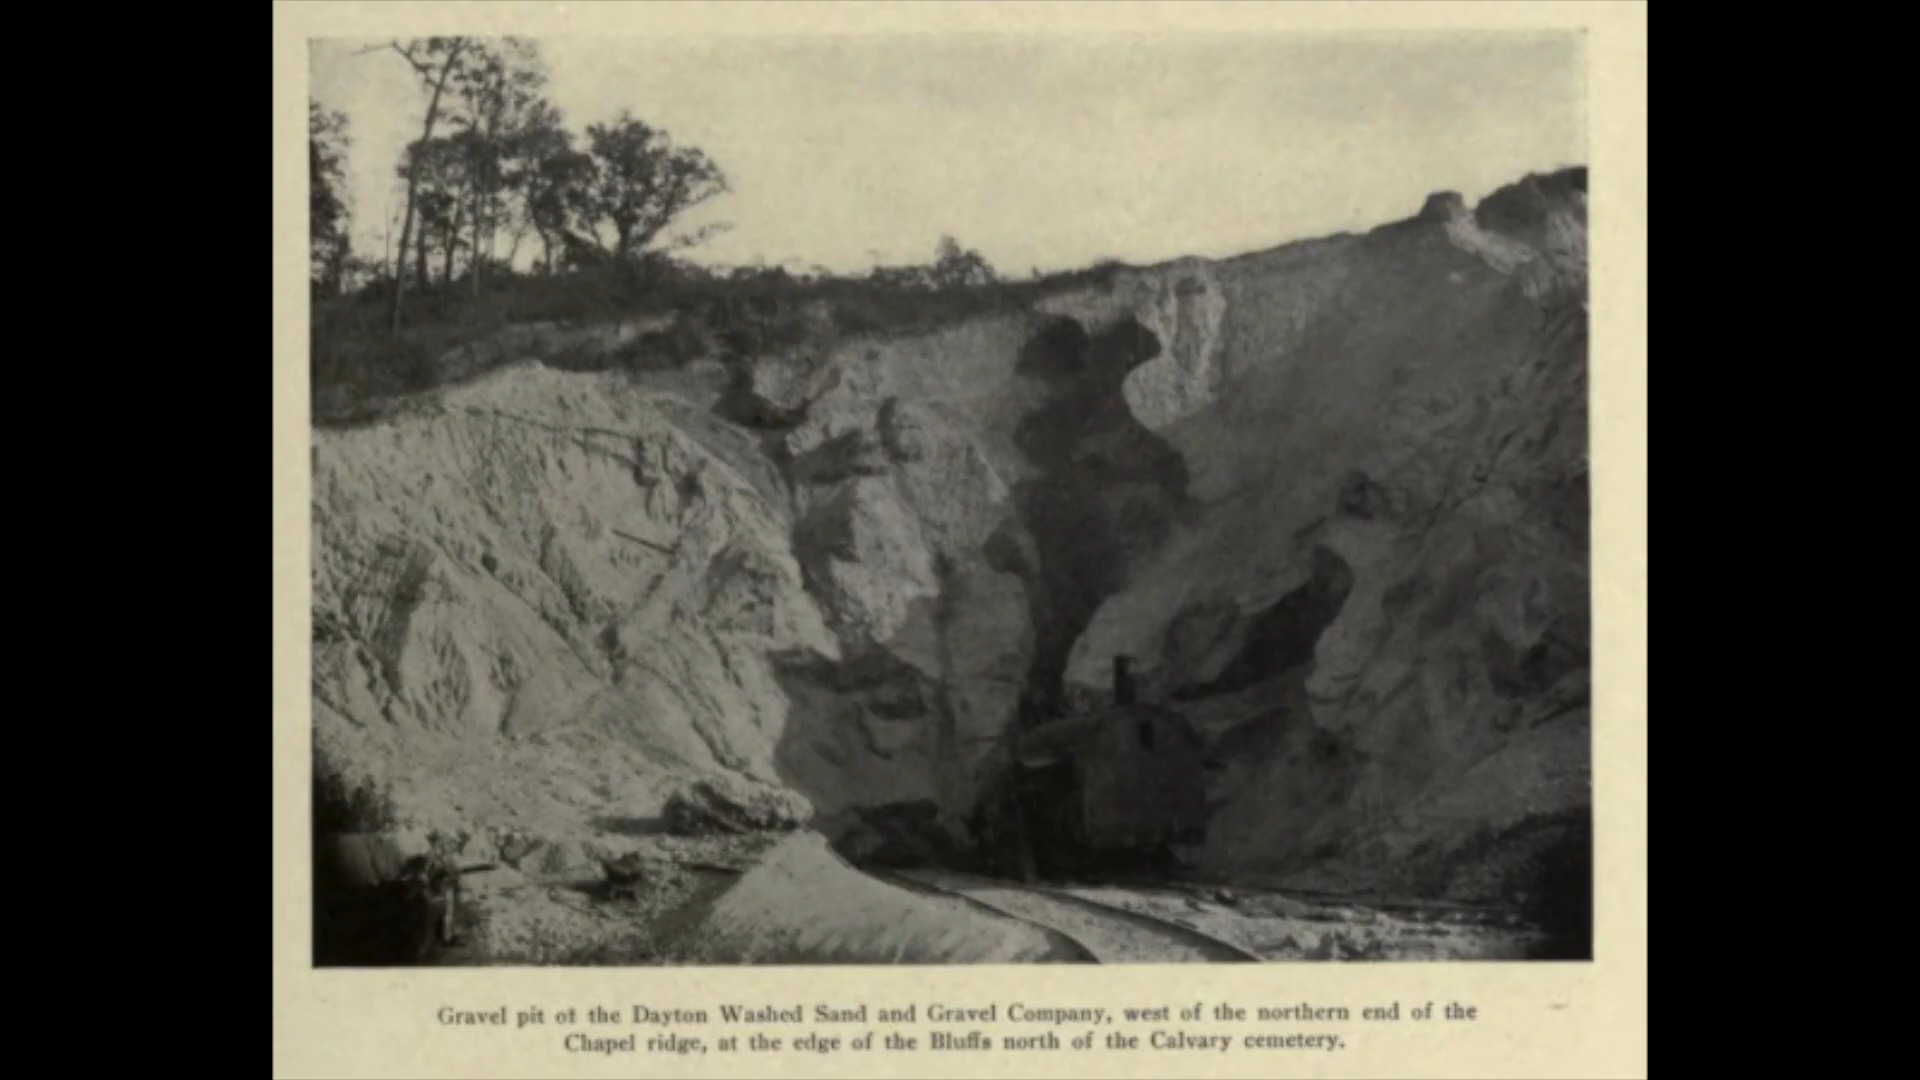 Gravel pit of the Dayton Washed Sand and Gravel Company, west of the northern end of the
Chapel ridge, at the edge of the Bluffs north of the Calvary cemetery.